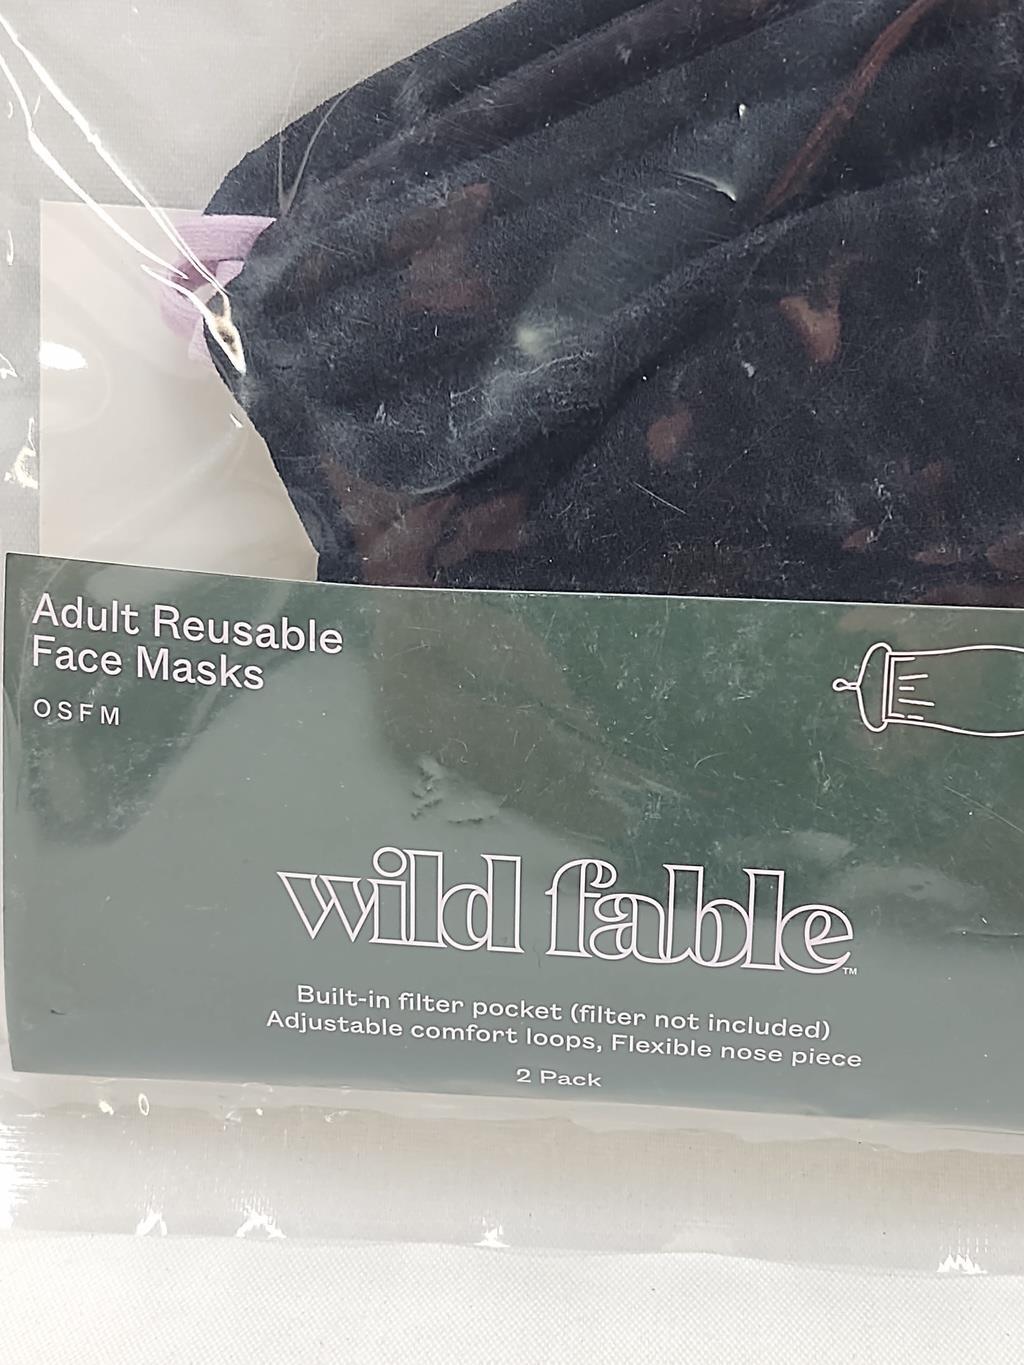 Adult Reusable
Face Masks
OSFM
wild fable™
Built-in filter pocket (filter not included)
Adjustable comfort loops, Flexible nose piece
2 Pack